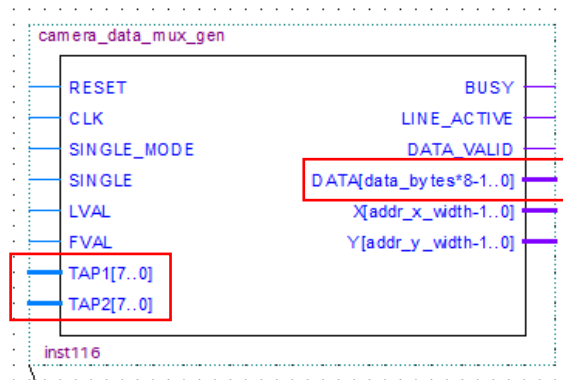 camera_data_mux_gen
RESET
BUSY
CLK
LINE_ACTIVE
SINGLE_MODE
DATA_VALID
SINGLE
DATA[data_bytes*8-1..0]
LVAL
X[addr_x_width-1..0]
FVAL
Y[addr_y_width-1..0]
TAP1[7..0]
TAP2[7..0]
inst116